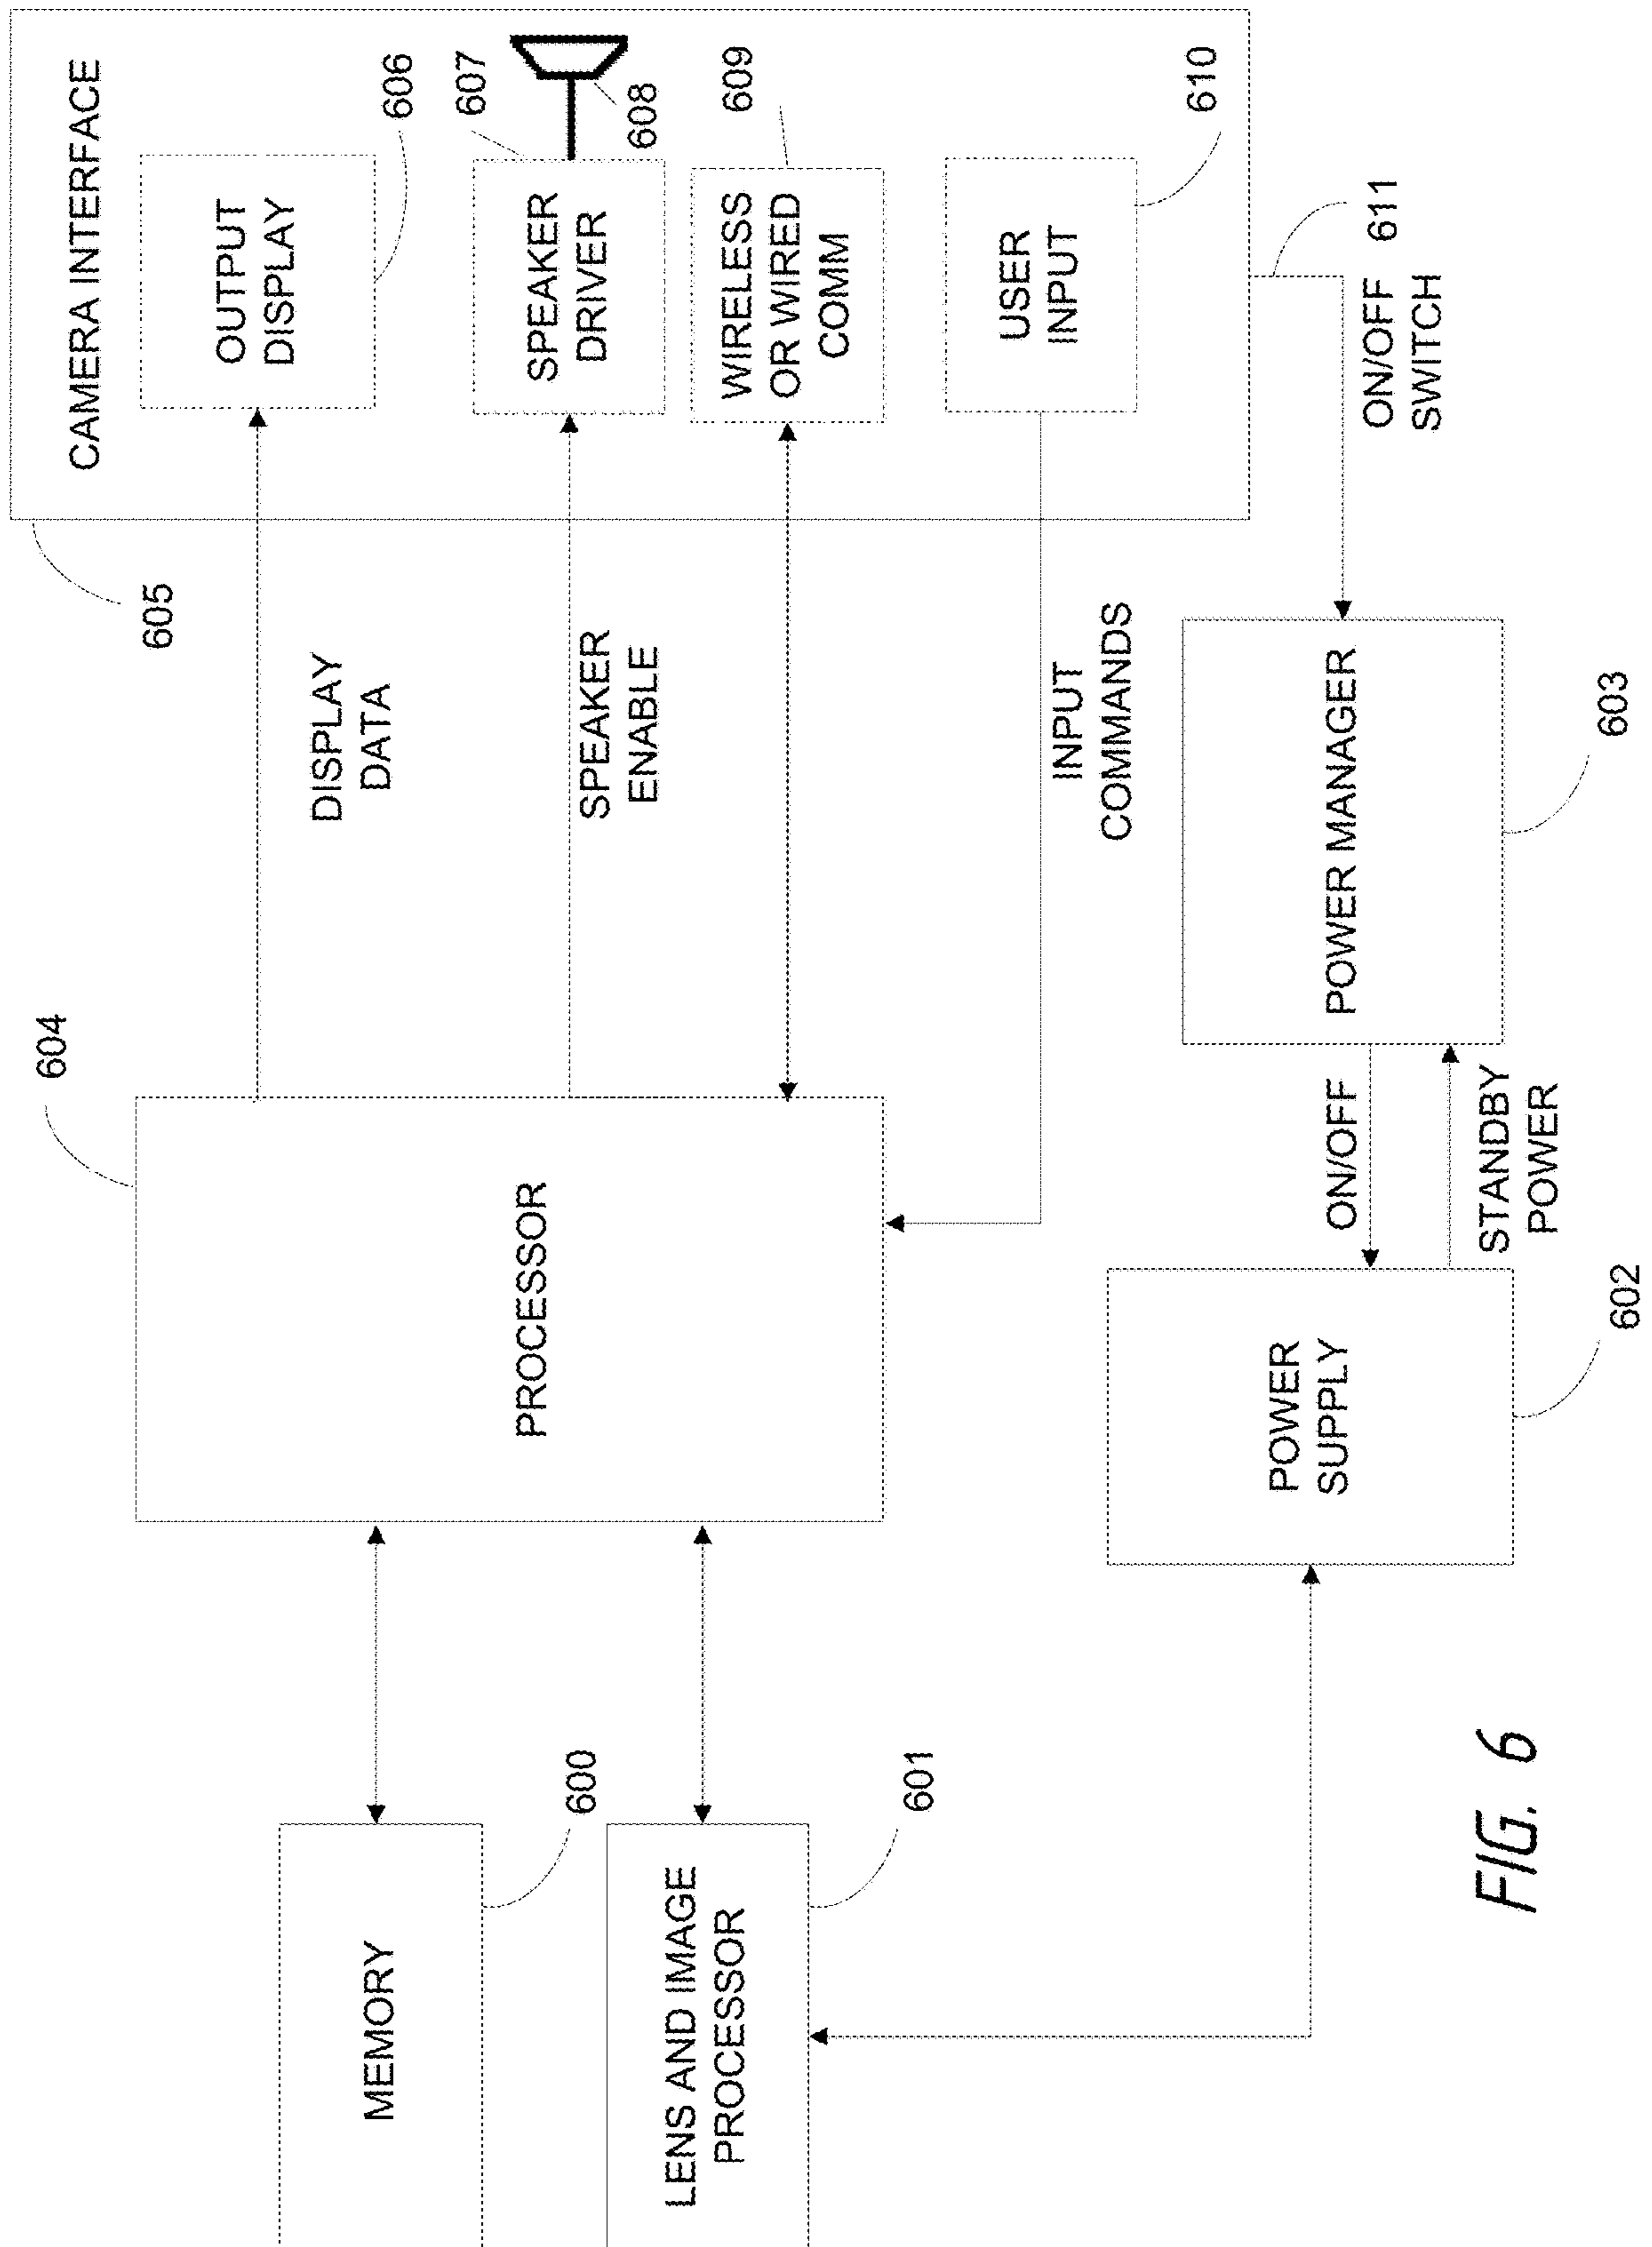 CAMERA INTERFACE
605
OUTPUT
DISPLAY
606
607
SPEAKER
DRIVER
608
WIRELESS
OR WIRED
COMM
609
USER
INPUT
610
ON/OFF
SWITCH
611
DISPLAY
DATA
SPEAKER
ENABLE
INPUT
COMMANDS
604
PROCESSOR
POWER MANAGER
603
ON/OFF
STANDBY
POWER
POWER
SUPPLY
602
MEMORY
600
LENS AND IMAGE
PROCESSOR
601
FIG. 6